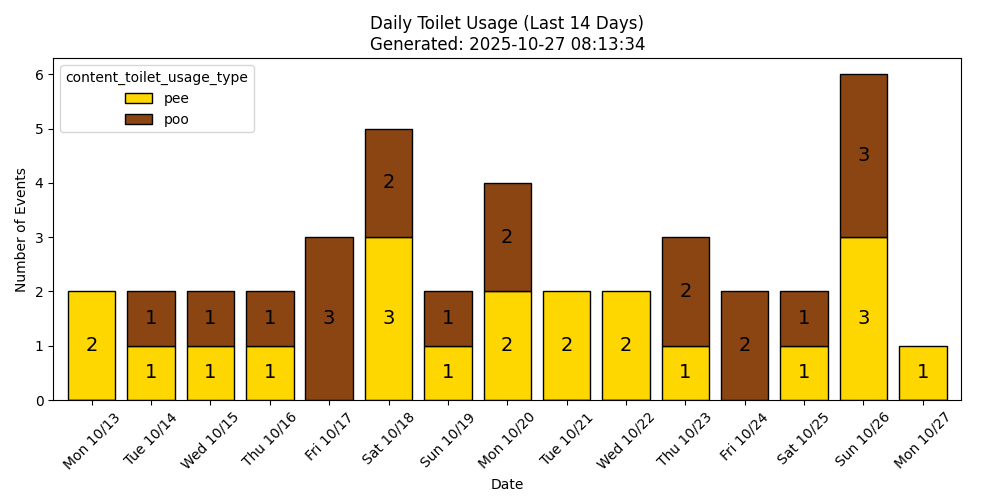 Daily Toilet Usage (Last 14 Days)
Generated: 2025-10-27 08:13:34
content_toilet_usage_type
pee
poo
Number of Events
6
5
4
3
2
1
0
2
1
1
1
1
1
1
3
2
3
1
1
2
2
2
2
2
1
2
1
1
3
3
1
Mon 10/13
Tue 10/14
Wed 10/15
Thu 10/16
Fri 10/17
Sat 10/18
Sun 10/19
Mon 10/20
Tue 10/21
Wed 10/22
Thu 10/23
Fri 10/24
Sat 10/25
Sun 10/26
Mon 10/27
Date